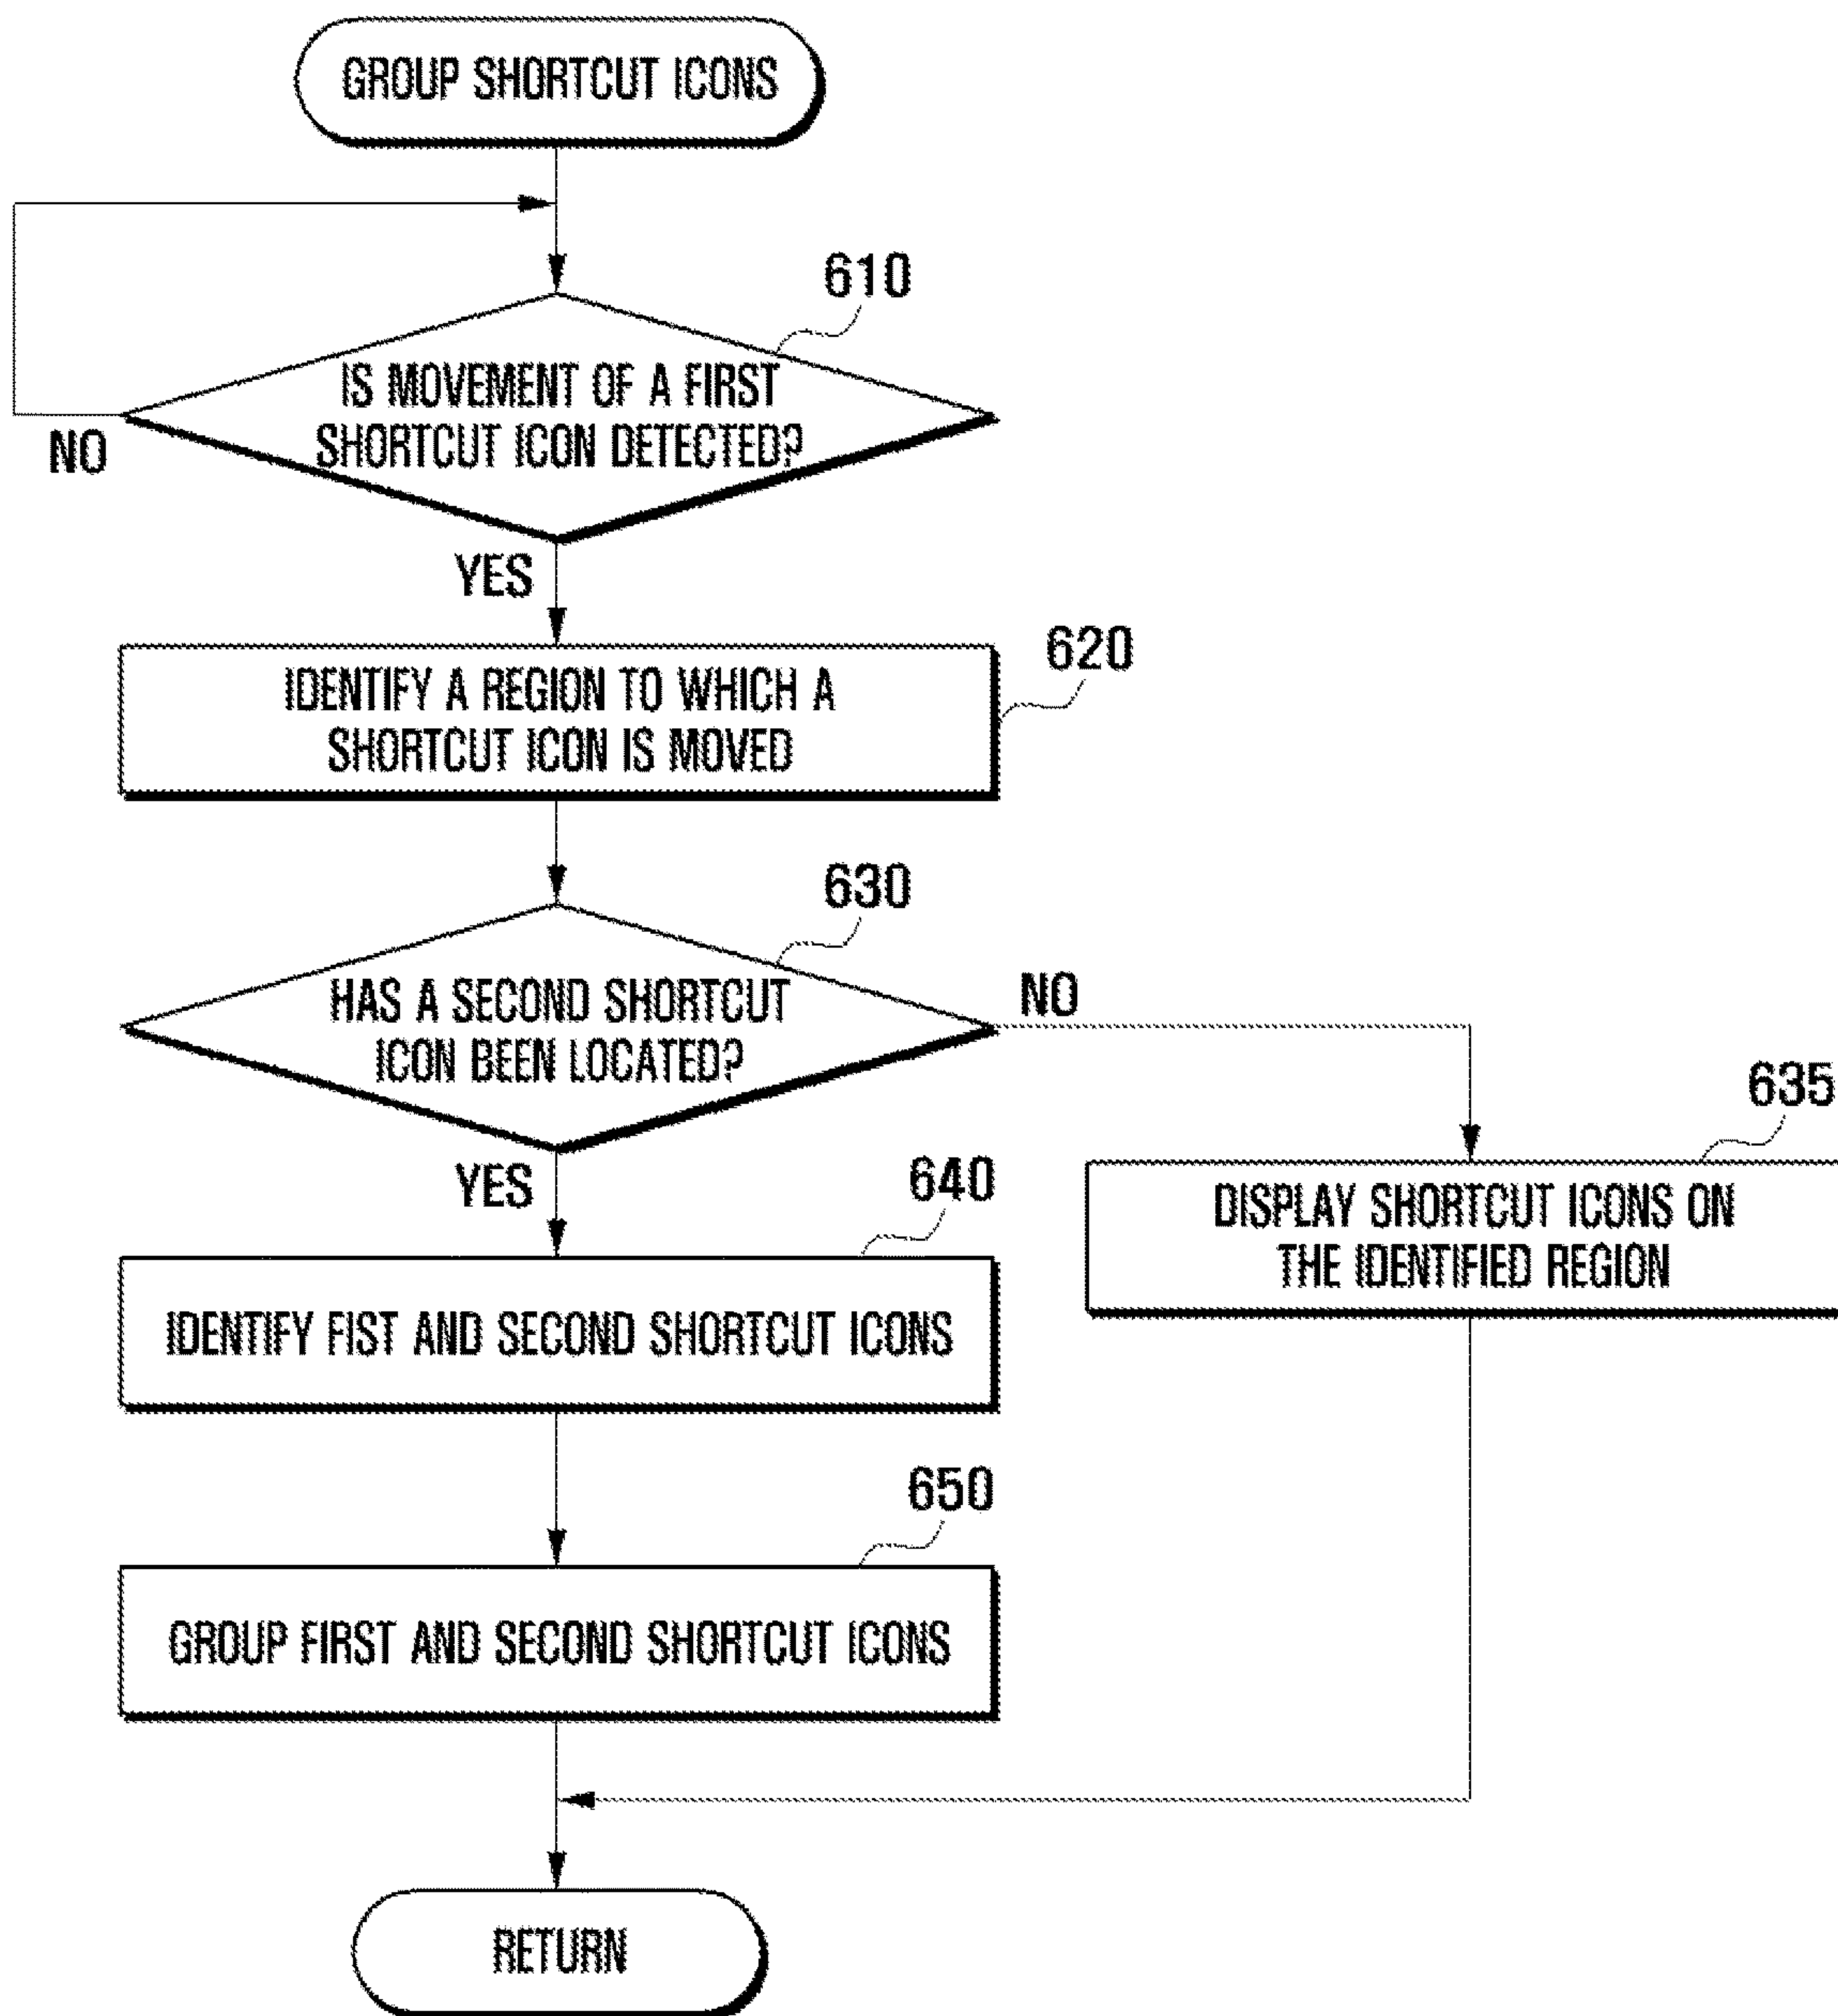 GROUP SHORTCUT ICONS
610
IS MOVEMENT OF A FIRST
SHORTCUT ICON DETECTED?
NO
YES
620
IDENTIFY A REGION TO WHICH A
SHORTCUT ICON IS MOVED
630
HAS A SECOND SHORTCUT
ICON BEEN LOCATED?
NO
YES
635
DISPLAY SHORTCUT ICONS ON
THE IDENTIFIED REGION
640
IDENTIFY FIST AND SECOND SHORTCUT ICONS
650
GROUP FIRST AND SECOND SHORTCUT ICONS
RETURN